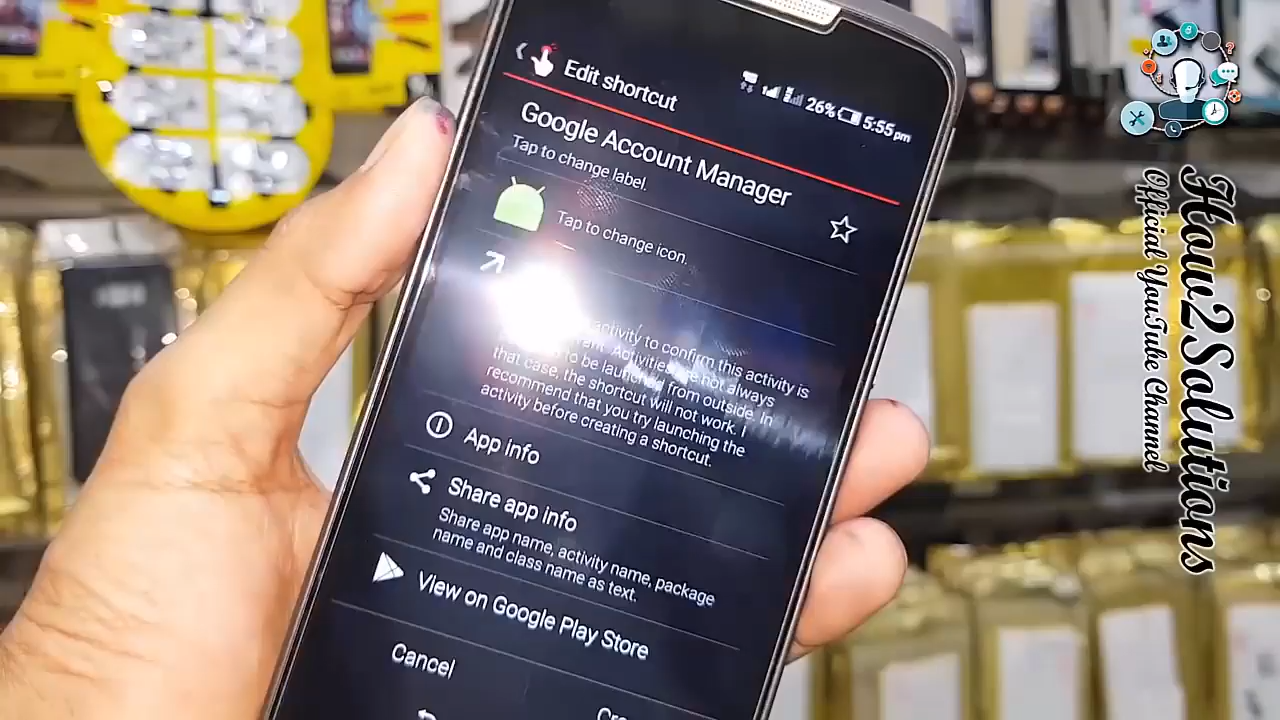 Edit shortcut
26% 5:55pm
Google Account Manager
Tap to change label.
Tap to change icon.
activity to confirm this activity is
Activities are not always
to be launched from outside. In
that case, the shortcut will not work. I
recommend that you try launching the
activity before creating a shortcut.
App info
Share app info
Share app name, activity name, package
name and class name as text.
View on Google Play Store
Cancel
How2Solutions
Official YouTube Channel